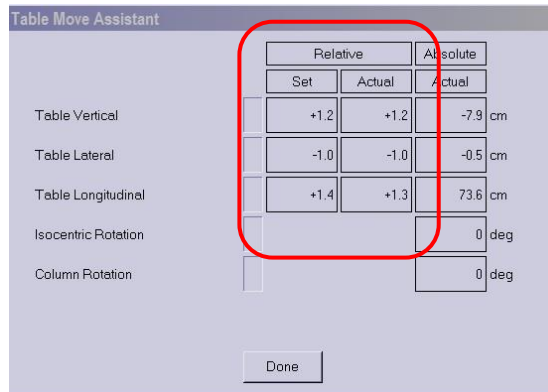 Table Move Assistant
Relative Absolute
Set Actual Actual
Table Vertical +1.2 +1.2 -7.9 cm
Table Lateral -1.0 -1.0 -0.5 cm
Table Longitudinal +1.4 +1.3 73.6 cm
Isocentric Rotation 0 deg
Column Rotation 0 deg
Done